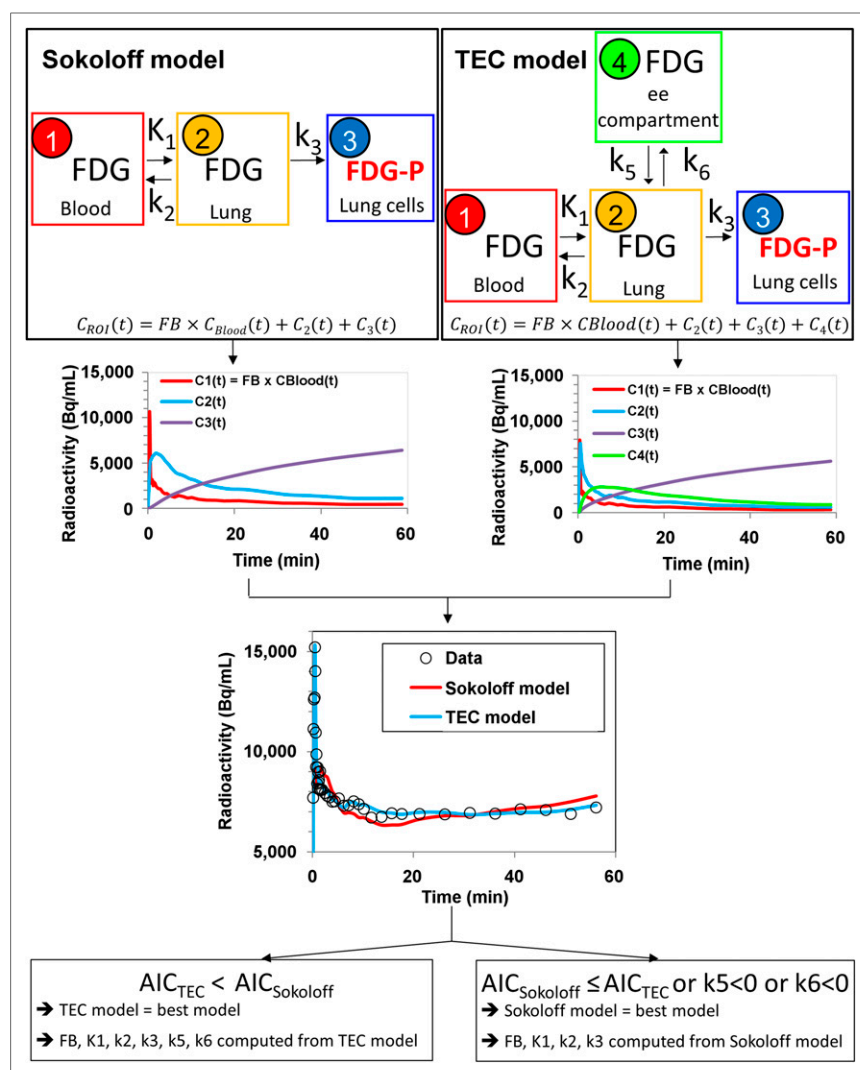 Sokoloff model
1
FDG
Blood
K1
k2
2
FDG
Lung
k3
3
FDG-P
Lung cells
C_ROI(t) = FB × C_Blood(t) + C_2(t) + C_3(t)
TEC model
4
FDG
ee
compartment
k5
k6
1
FDG
Blood
K1
k2
2
FDG
Lung
k3
3
FDG-P
Lung cells
C_ROI(t) = FB × CBlood(t) + C_2(t) + C_3(t) + C_4(t)
Radioactivity (Bq/mL)
15,000
10,000
5,000
0
C1(t) = FB x CBlood(t)
C2(t)
C3(t)
0
20
40
60
Time (min)
Radioactivity (Bq/mL)
15,000
10,000
5,000
0
C1(t) = FB x CBlood(t)
C2(t)
C3(t)
C4(t)
0
20
40
60
Time (min)
Radioactivity (Bq/mL)
15,000
10,000
5,000
Data
Sokoloff model
TEC model
0
20
40
60
Time (min)
AIC_TEC < AIC_Sokoloff
➔ TEC model = best model
➔ FB, K1, k2, k3, k5, k6 computed from TEC model
AIC_Sokoloff ≤ AIC_TEC or k5<0 or k6<0
➔ Sokoloff model = best model
➔ FB, K1, k2, k3 computed from Sokoloff model